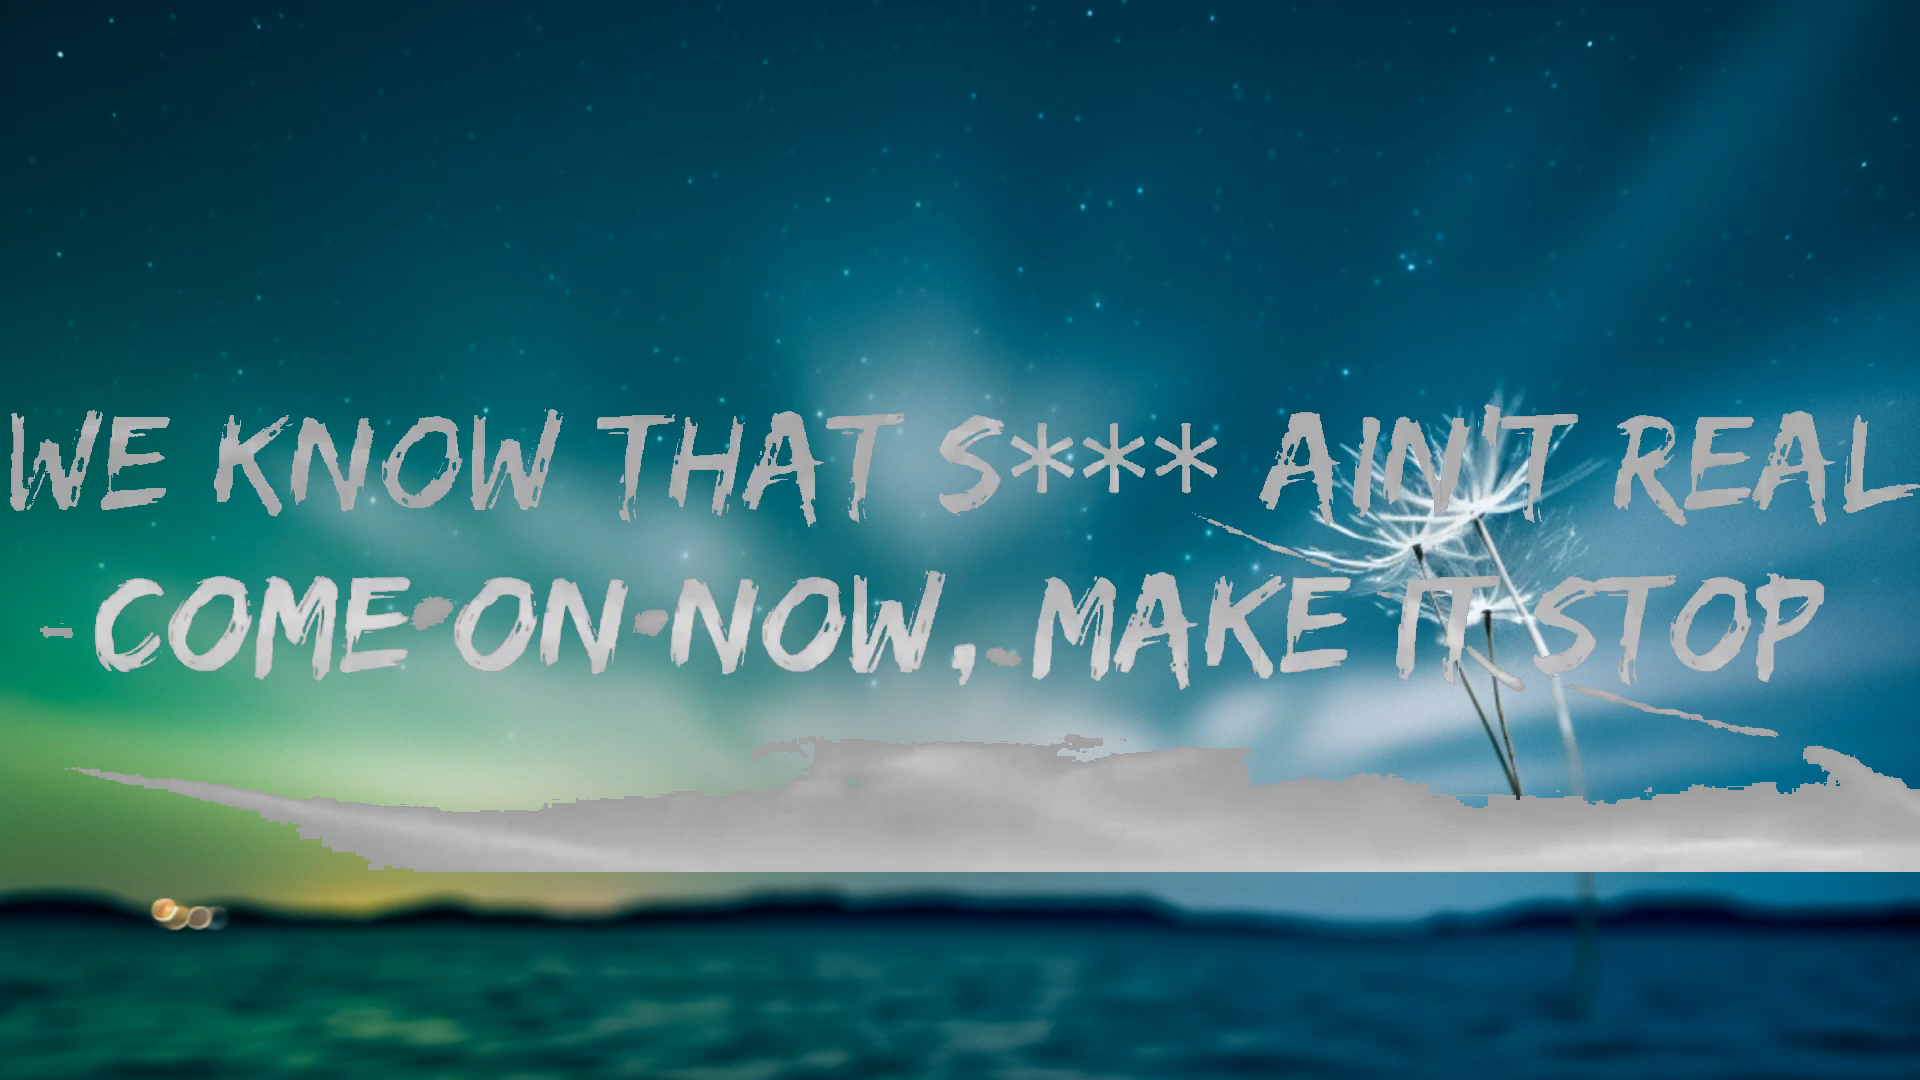 WE KNOW THAT S*** AIN'T REAL
COME ON NOW, MAKE IT STOP